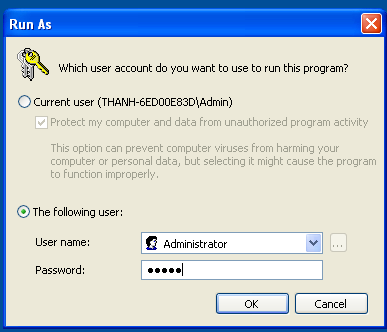 Run As
Which user account do you want to use to run this program?
Current user (THANH-6ED00E83D\Admin)
Protect my computer and data from unauthorized program activity
This option can prevent computer viruses from harming your
computer or personal data, but selecting it might cause the program
to function improperly.
The following user:
User name: Administrator ...
Password: ●●●●●
OK Cancel